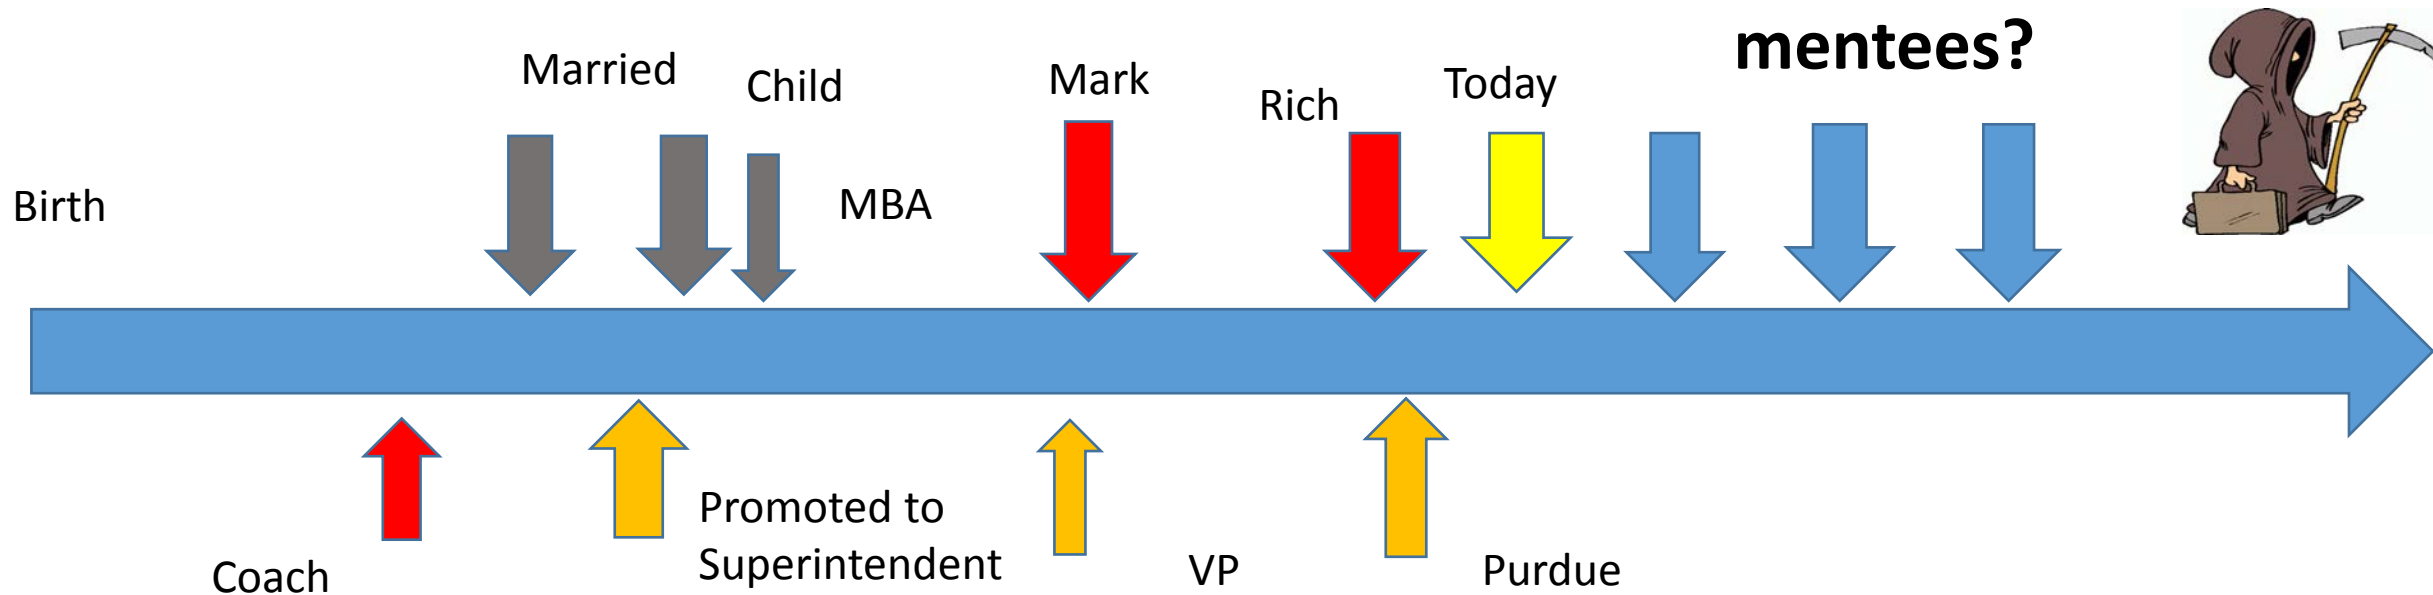 mentees?
Married
Child
Mark
Rich
Today
Birth
MBA
Promoted to
Superintendent
Coach
VP
Purdue